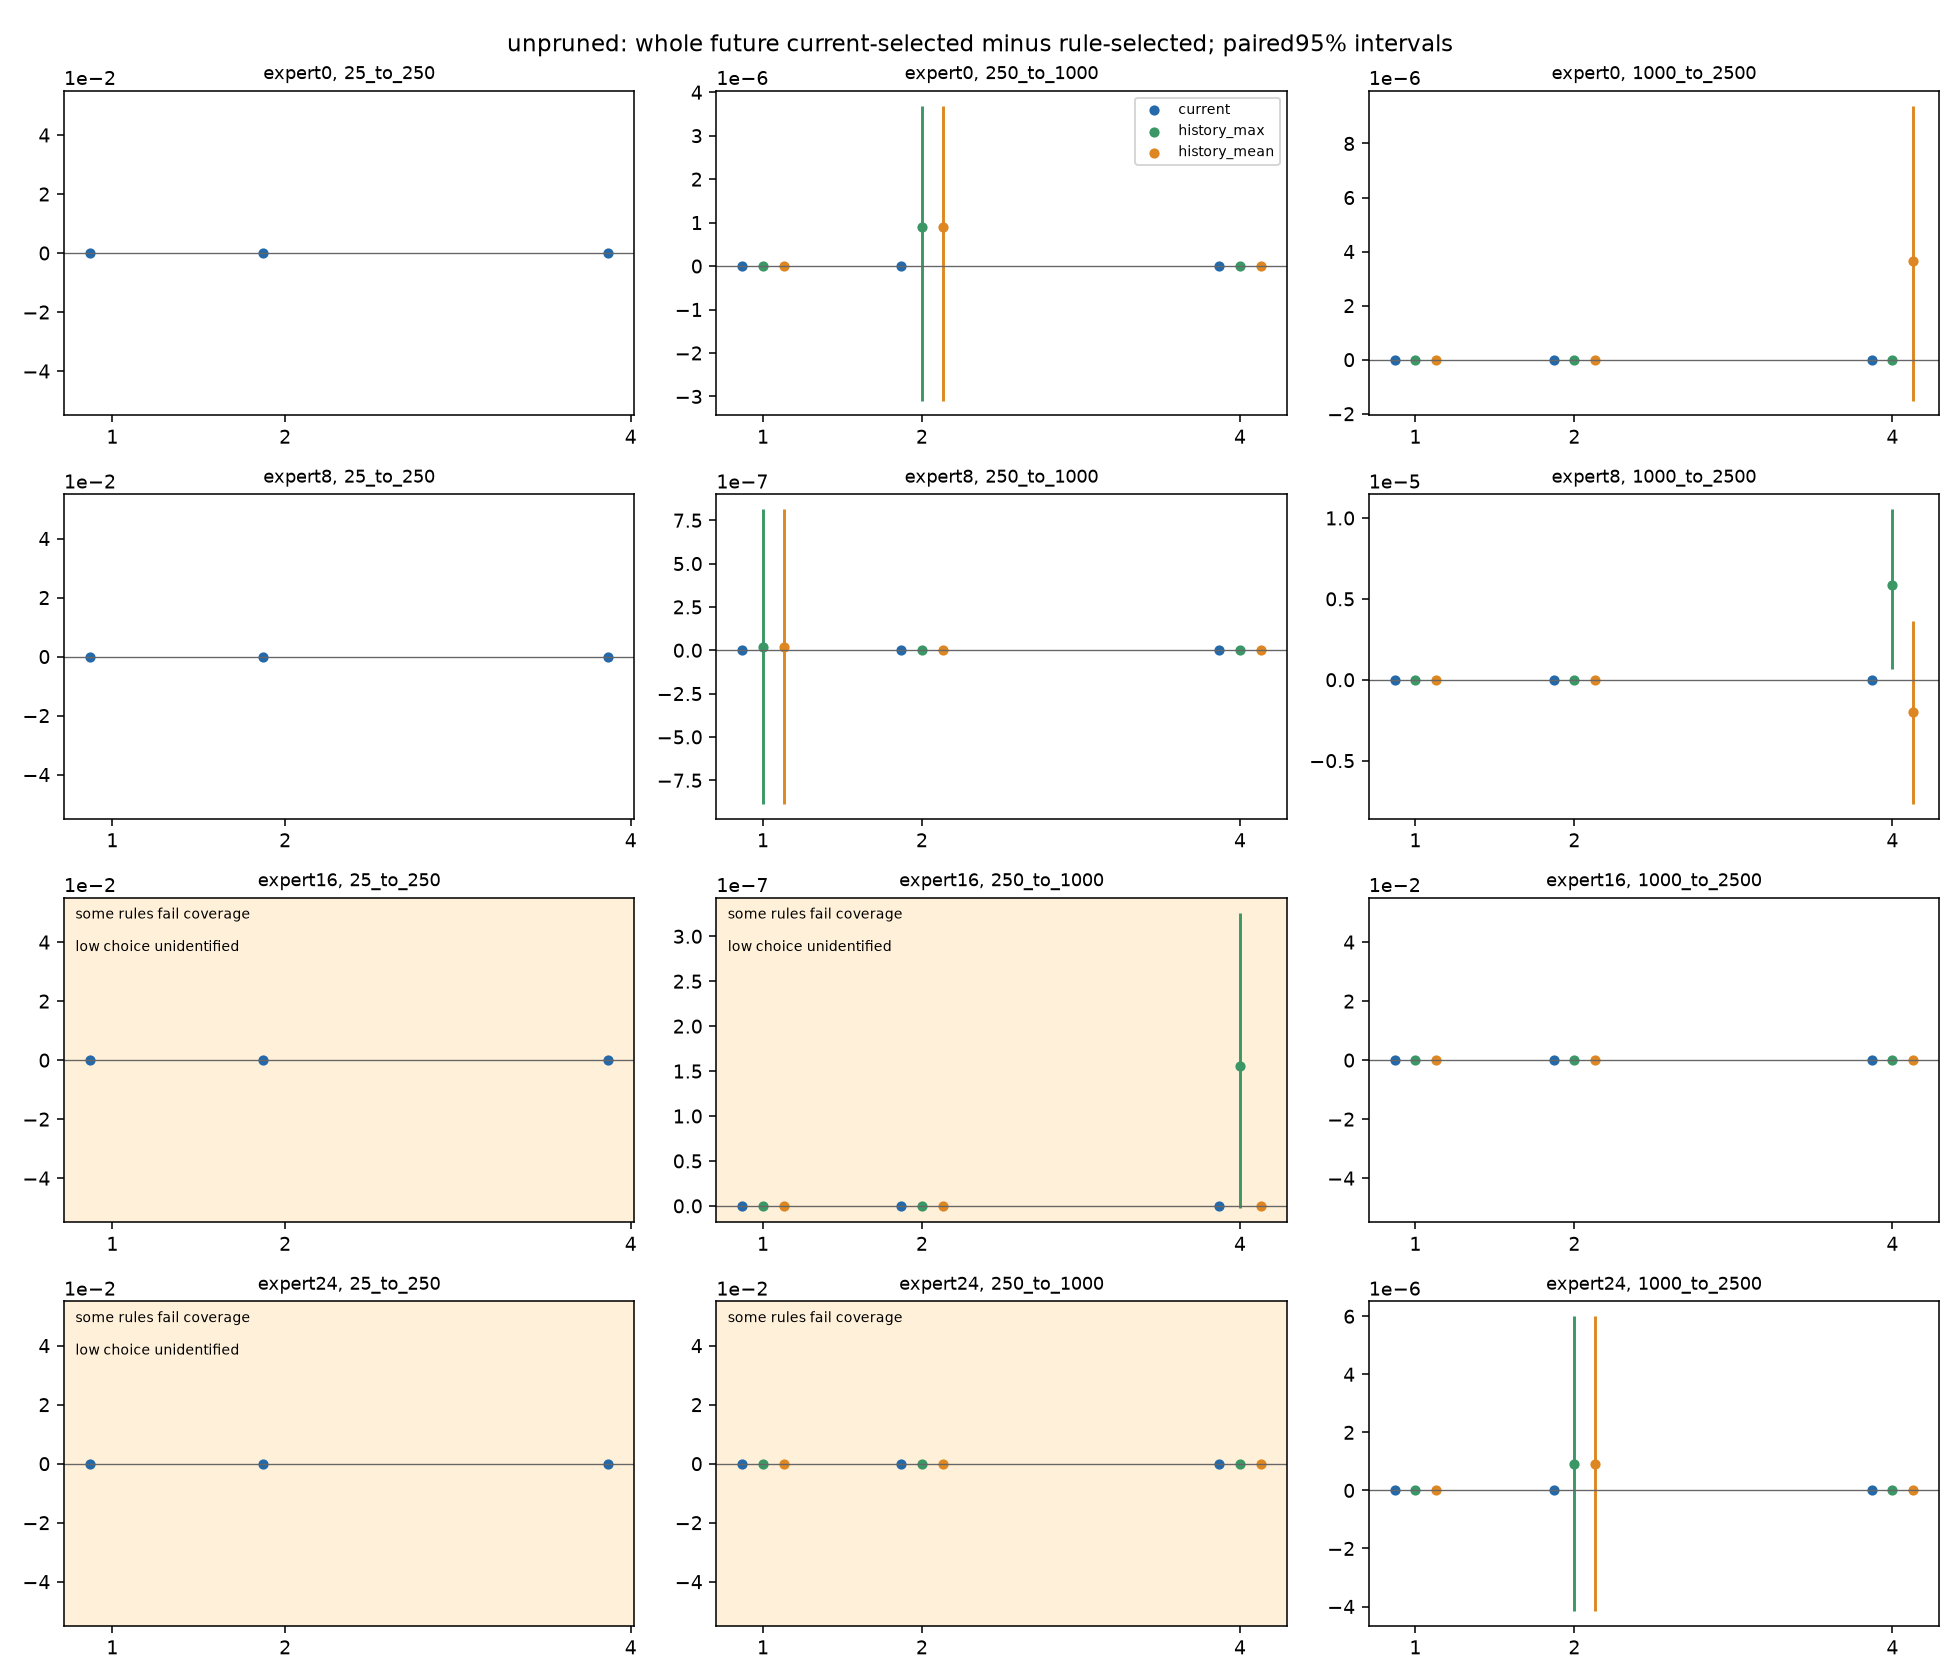 unpruned: whole future current-selected minus rule-selected; paired95% intervals
expert0, 25_to_250
1e−2
4
2
0
−2
−4
1 2 4
expert0, 250_to_1000
1e−6
4
3
2
1
0
−1
−2
−3
1 2 4
current
history_max
history_mean
expert0, 1000_to_2500
1e−6
8
6
4
2
0
−2
1 2 4
expert8, 25_to_250
1e−2
4
2
0
−2
−4
1 2 4
expert8, 250_to_1000
1e−7
7.5
5.0
2.5
0.0
−2.5
−5.0
−7.5
1 2 4
expert8, 1000_to_2500
1e−5
1.0
0.5
0.0
−0.5
1 2 4
expert16, 25_to_250
1e−2
some rules fail coverage
low choice unidentified
4
2
0
−2
−4
1 2 4
expert16, 250_to_1000
1e−7
some rules fail coverage
low choice unidentified
3.0
2.5
2.0
1.5
1.0
0.5
0.0
1 2 4
expert16, 1000_to_2500
1e−2
4
2
0
−2
−4
1 2 4
expert24, 25_to_250
1e−2
some rules fail coverage
low choice unidentified
4
2
0
−2
−4
1 2 4
expert24, 250_to_1000
1e−2
some rules fail coverage
4
2
0
−2
−4
1 2 4
expert24, 1000_to_2500
1e−6
6
4
2
0
−2
−4
1 2 4